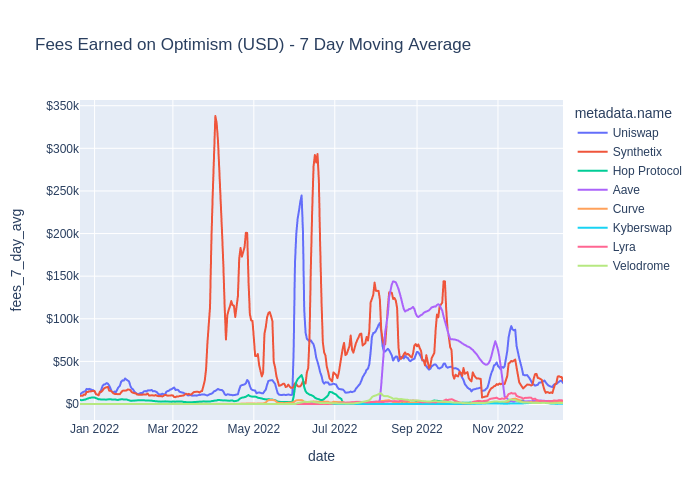 Fees Earned on Optimism (USD) - 7 Day Moving Average
metadata.name
Uniswap
Synthetix
Hop Protocol
Aave
Curve
Kyberswap
Lyra
Velodrome
fees_7_day_avg
$350k
$300k
$250k
$200k
$150k
$100k
$50k
$0
Jan 2022 Mar 2022 May 2022 Jul 2022 Sep 2022 Nov 2022
date